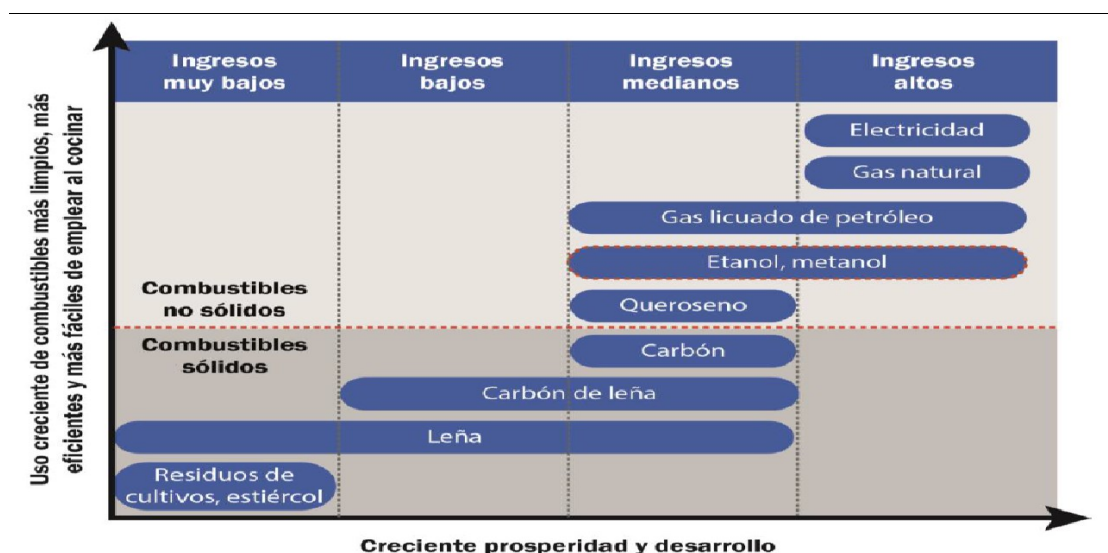 Uso creciente de combustibles más limpios, más
eficientes y más fáciles de emplear al cocinar
Ingresos
muy bajos
Ingresos
bajos
Ingresos
medianos
Ingresos
altos
Electricidad
Gas natural
Gas licuado de petróleo
Etanol, metanol
Combustibles
no sólidos
Queroseno
Combustibles
sólidos
Carbón
Carbón de leña
Leña
Residuos de
cultivos, estiércol
Creciente prosperidad y desarrollo